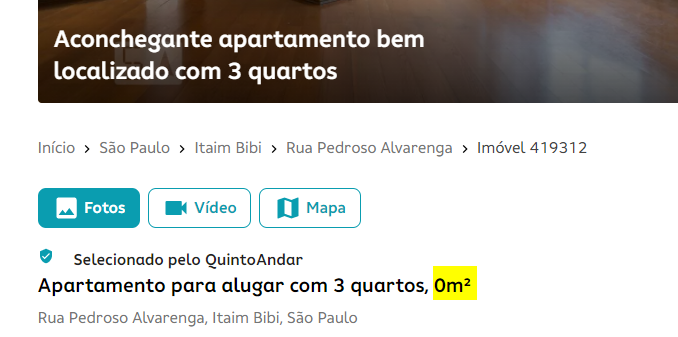 Aconchegante apartamento bem
localizado com 3 quartos
Início > São Paulo > Itaim Bibi > Rua Pedroso Alvarenga > Imóvel 419312
Fotos Vídeo Mapa
Selecionado pelo QuintoAndar
Apartamento para alugar com 3 quartos, 0m²
Rua Pedroso Alvarenga, Itaim Bibi, São Paulo